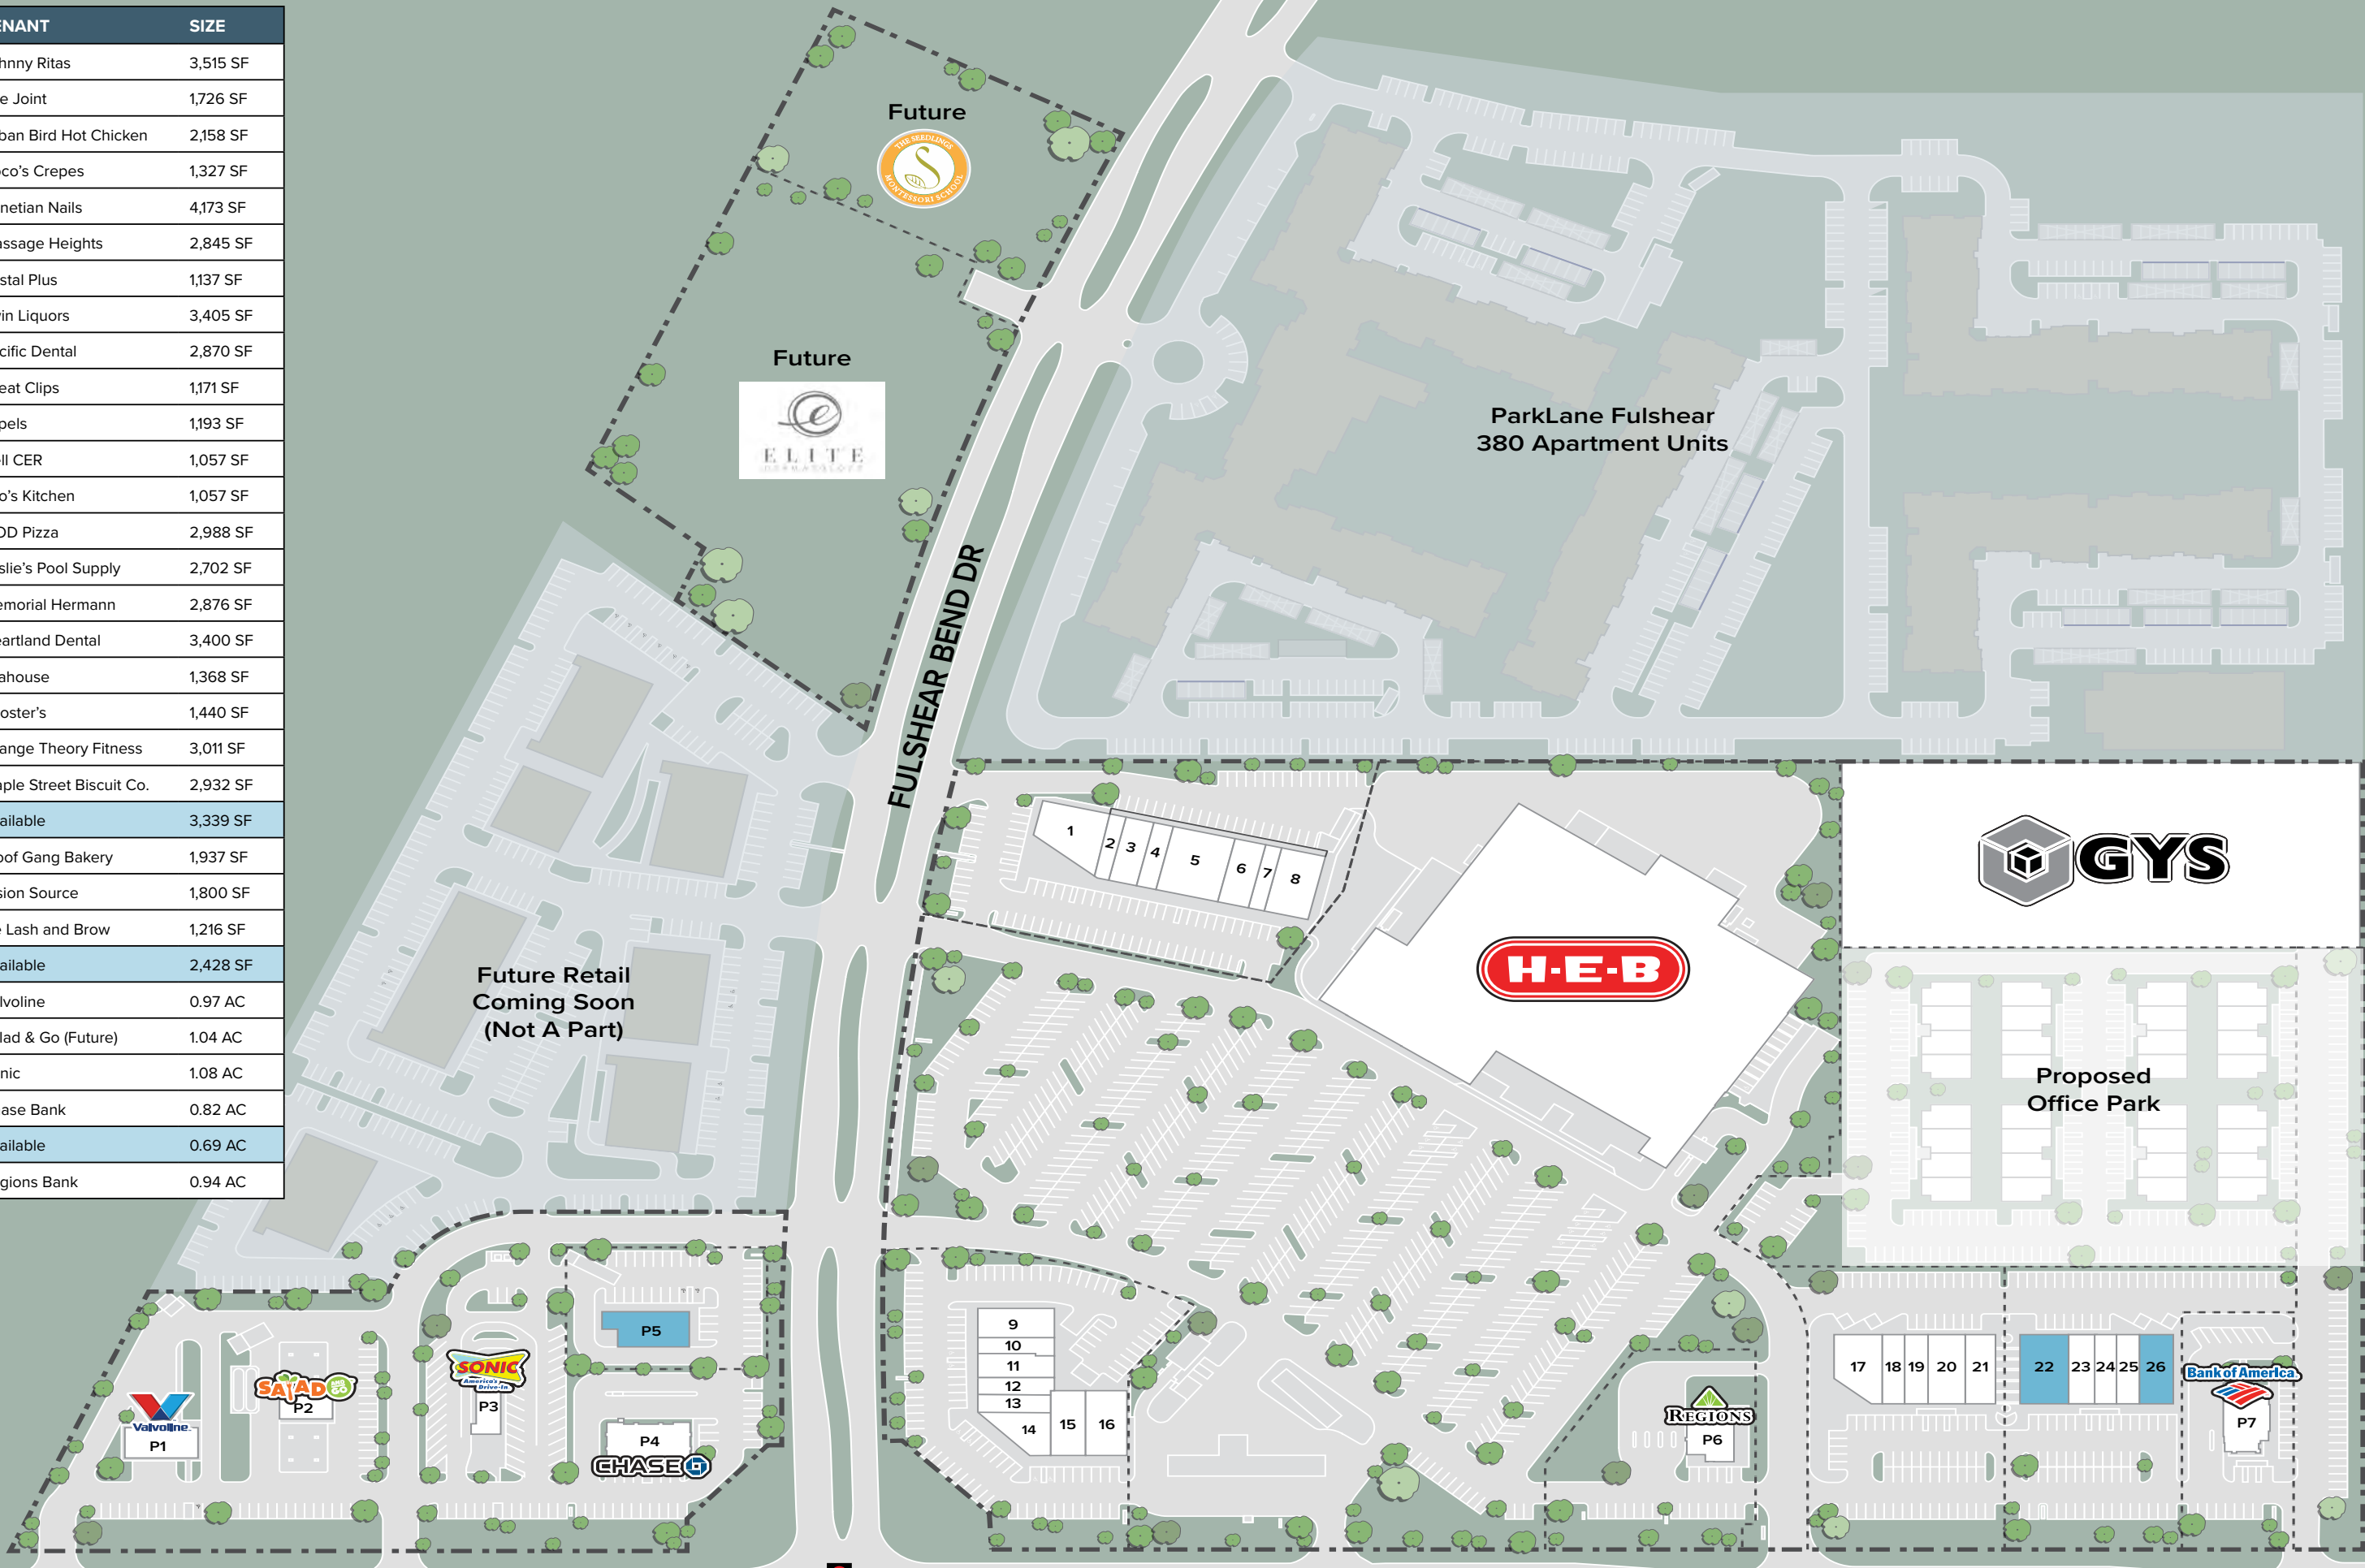 ENANT SIZE
hnny Ritas 3,515 SF
e Joint 1,726 SF
ban Bird Hot Chicken 2,158 SF
co's Crepes 1,327 SF
netian Nails 4,173 SF
assage Heights 2,845 SF
stal Plus 1,137 SF
in Liquors 3,405 SF
cific Dental 2,870 SF
eat Clips 1,171 SF
pels 1,193 SF
ll CER 1,057 SF
o's Kitchen 1,057 SF
OD Pizza 2,988 SF
slie's Pool Supply 2,702 SF
emorial Hermann 2,876 SF
eartland Dental 3,400 SF
ahouse 1,368 SF
oster's 1,440 SF
ange Theory Fitness 3,011 SF
aple Street Biscuit Co. 2,932 SF
ailable 3,339 SF
oof Gang Bakery 1,937 SF
sion Source 1,800 SF
e Lash and Brow 1,216 SF
ailable 2,428 SF
lvoline 0.97 AC
lad & Go (Future) 1.04 AC
nic 1.08 AC
ase Bank 0.82 AC
ailable 0.69 AC
gions Bank 0.94 AC
Future
THE SEEDLINGS
MONTESSORI SCHOOL
Future
e
ELITE
DERMATOLOGY
ParkLane Fulshear
380 Apartment Units
FULSHEAR BEND DR
1 2 3 4 5 6 7 8
H-E-B
GYS
Future Retail
Coming Soon
(Not A Part)
Proposed
Office Park
P5
SONIC
America's
Drive-In
P3
SALAD AND GO
P2
Valvoline
P1
P4
CHASE
9
10
11
12
13
14 15 16
REGIONS
P6
17 18 19 20 21
22 23 24 25 26
Bank of America
P7